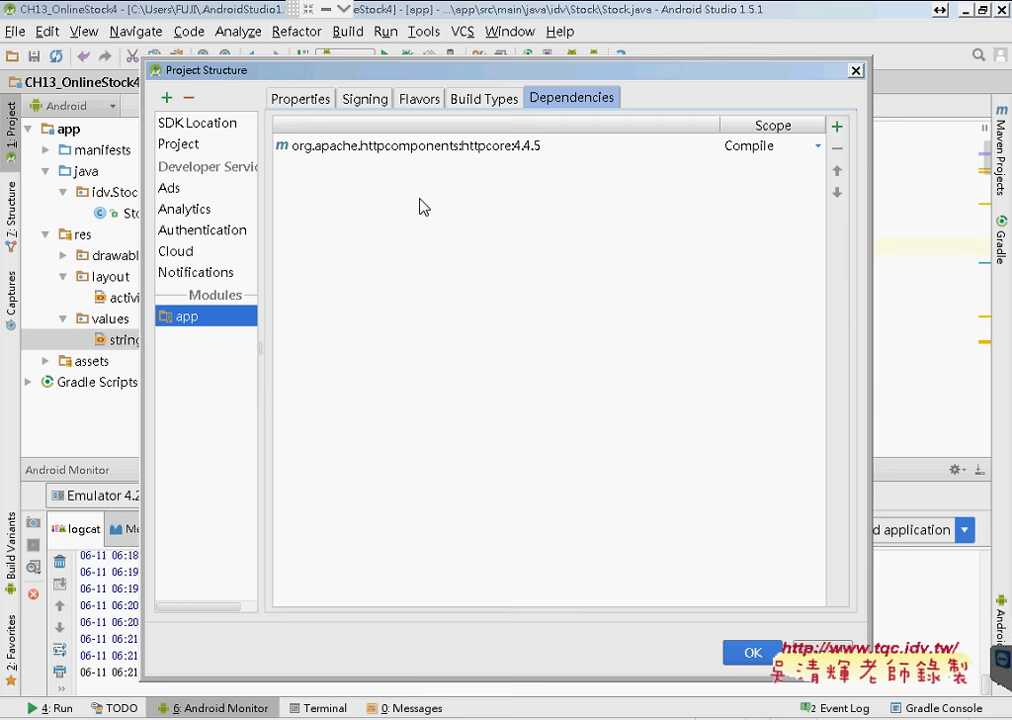 CH13_OnlineStock4 - [C:\Users\FUJI\.AndroidStudio1.
eStock4] - [app] - ...\app\src\main\java\idv\Stock\Stock.java - Android Studio 1.5.1
File Edit View Navigate Code Analyze Refactor Build Run Tools VCS Window Help
CH13_OnlineStock4
Project Structure
1: Project
Android
app
manifests
java
idv.Stoc
Sto
res
drawabl
layout
activi
values
string
assets
Gradle Scripts
7: Structure
Captures
Build Variants
2: Favorites
SDK Location
Project
Developer Servic
Ads
Analytics
Authentication
Cloud
Notifications
Modules
app
Properties Signing Flavors Build Types Dependencies
Scope
org.apache.httpcomponents:httpcore:4.4.5 Compile
OK
Maven Projects
Gradle
Android Monitor
Emulator 4.2
logcat Me
d application
06-11 06:18
06-11 06:19
06-11 06:19
06-11 06:20
06-11 06:20
06-11 06:21
06-11 06:21
06-11 06:21
http://www.tqc.idv.tw/
吳清輝老師錄製
4: Run TODO 6: Android Monitor Terminal 0: Messages 2 Event Log Gradle Console